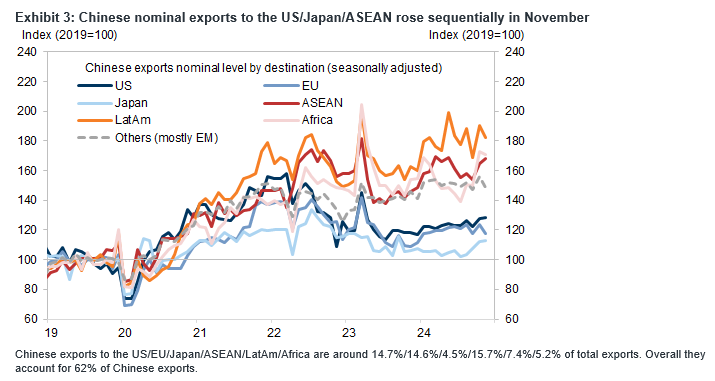 Exhibit 3: Chinese nominal exports to the US/Japan/ASEAN rose sequentially in November
Index (2019=100) Index (2019=100)
240 240
Chinese exports nominal level by destination (seasonally adjusted)
220 220
US EU
Japan ASEAN
200 200
LatAm Africa
Others (mostly EM)
180 180
160 160
140 140
120 120
100 100
80 80
60 60
19 20 21 22 23 24
Chinese exports to the US/EU/Japan/ASEAN/LatAm/Africa are around 14.7%/14.6%/4.5%/15.7%/7.4%/5.2% of total exports. Overall they
account for 62% of Chinese exports.